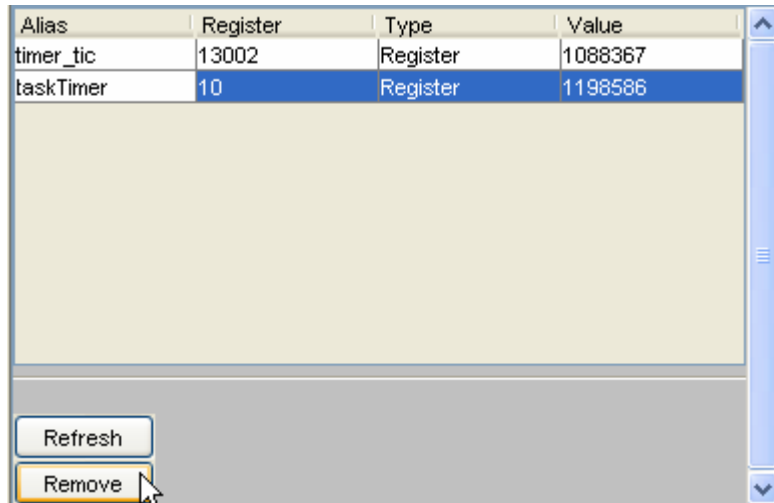 Alias Register Type Value
timer_tic 13002 Register 1088367
taskTimer 10 Register 1198586
Refresh
Remove